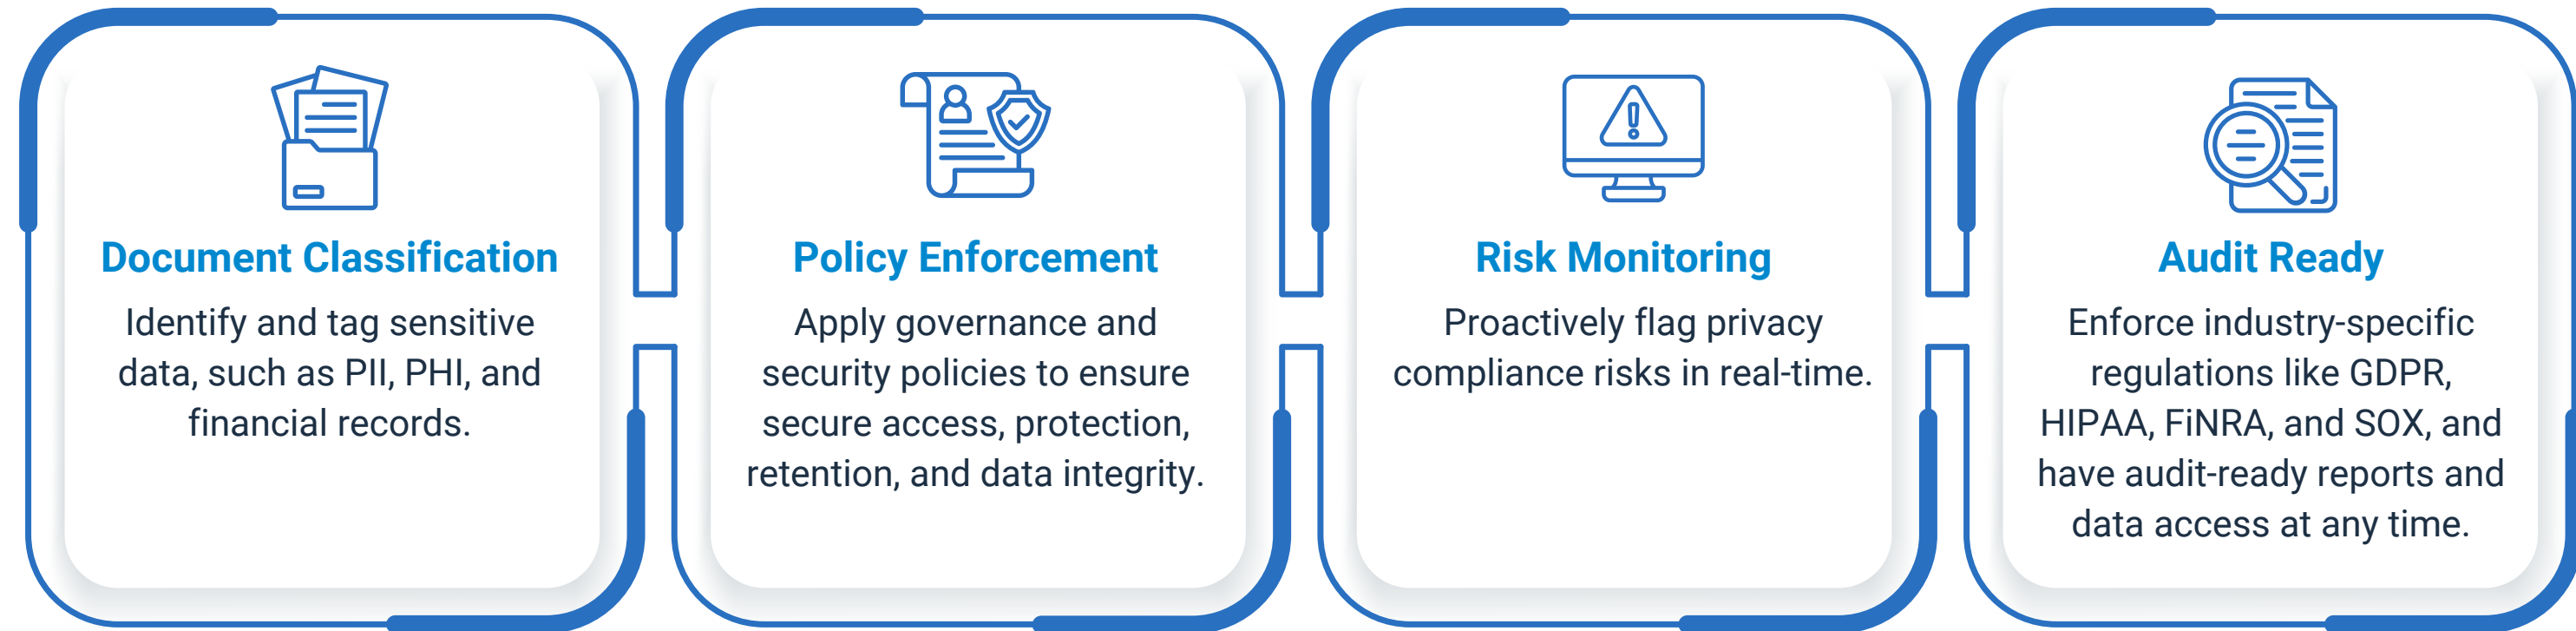 Document Classification
Identify and tag sensitive
data, such as PII, PHI, and
financial records.
Policy Enforcement
Apply governance and
security policies to ensure
secure access, protection,
retention, and data integrity.
Risk Monitoring
Proactively flag privacy
compliance risks in real-time.
Audit Ready
Enforce industry-specific
regulations like GDPR,
HIPAA, FiNRA, and SOX, and
have audit-ready reports and
data access at any time.